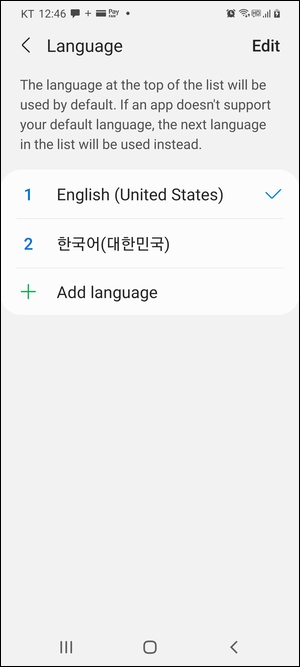 KT 12:46
Language
Edit
The language at the top of the list will be
used by default. If an app doesn't support
your default language, the next language
in the list will be used instead.
1 English (United States)
2 한국어(대한민국)
Add language